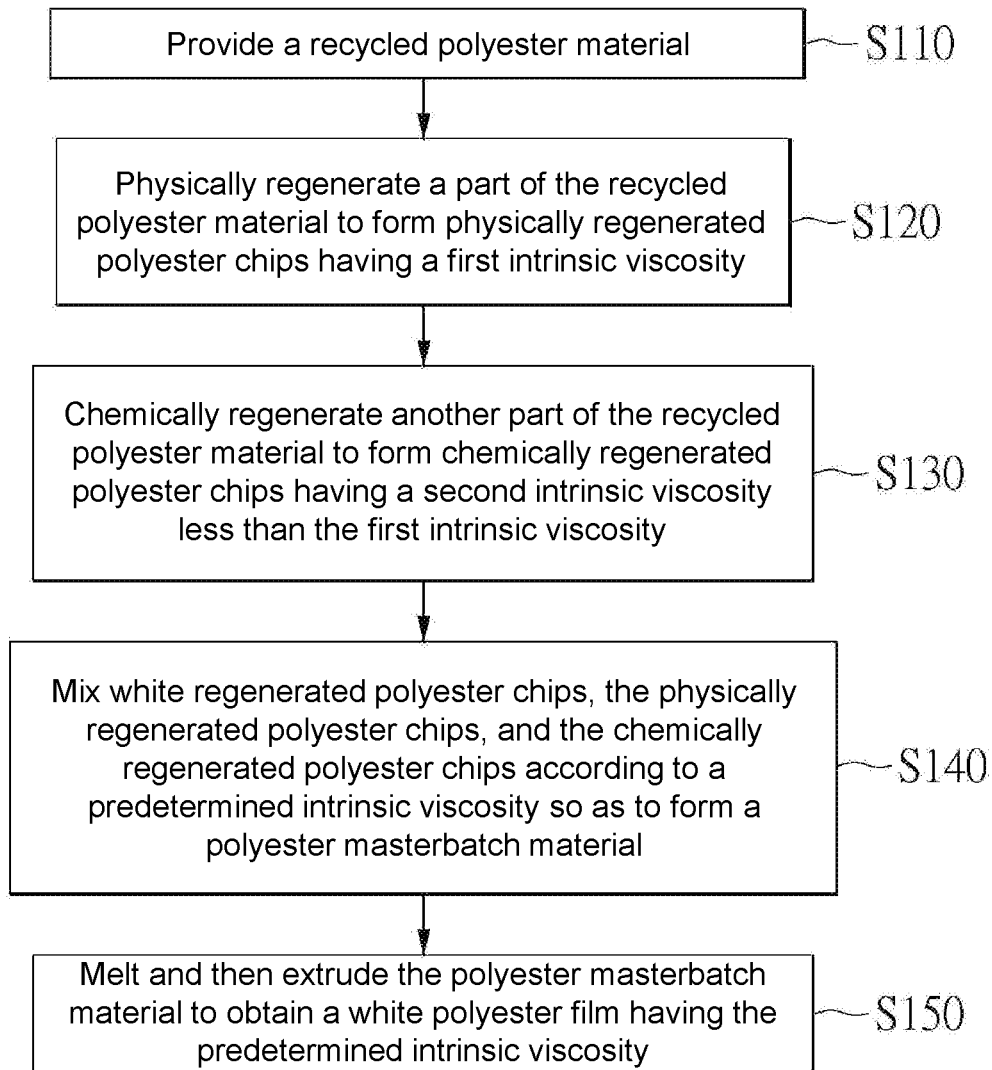 Provide a recycled polyester material
S110
Physically regenerate a part of the recycled
polyester material to form physically regenerated
polyester chips having a first intrinsic viscosity
S120
Chemically regenerate another part of the recycled
polyester material to form chemically regenerated
polyester chips having a second intrinsic viscosity
less than the first intrinsic viscosity
S130
Mix white regenerated polyester chips, the physically
regenerated polyester chips, and the chemically
regenerated polyester chips according to a
predetermined intrinsic viscosity so as to form a
polyester masterbatch material
S140
Melt and then extrude the polyester masterbatch
material to obtain a white polyester film having the
predetermined intrinsic viscosity
S150